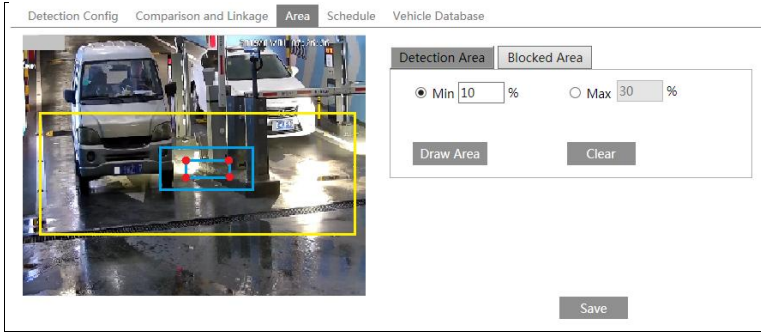 Detection Config Comparison and Linkage Area Schedule Vehicle Database
Detection Area Blocked Area
Min 10 % Max 30 %
Draw Area Clear
Save